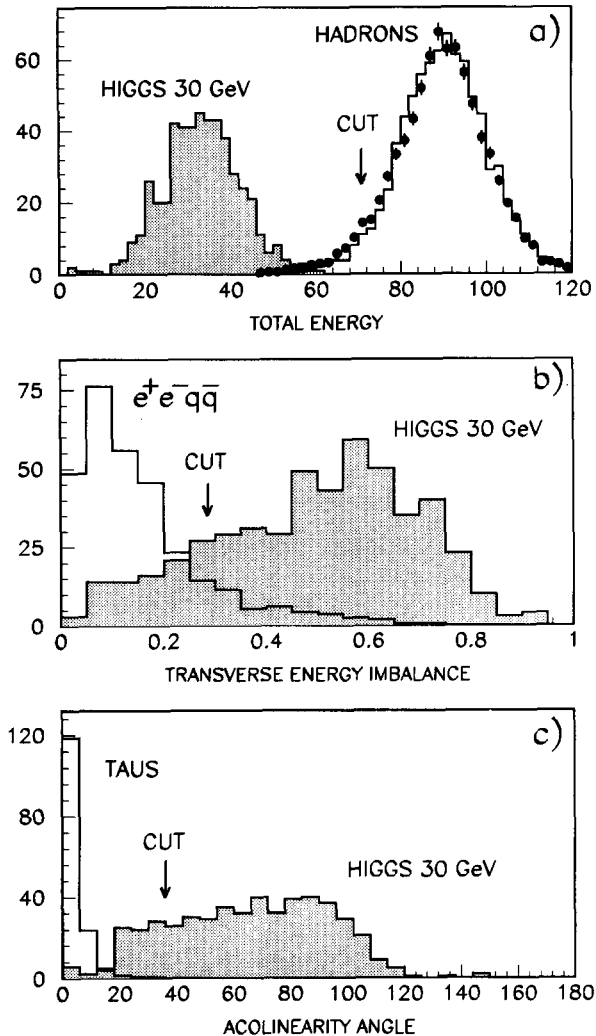 a)
HADRONS
HIGGS 30 GeV
CUT
60
40
20
0
0 20 40 60 80 100 120
TOTAL ENERGY
b)
e⁺e⁻qq̄
HIGGS 30 GeV
CUT
75
50
25
0
0 0.2 0.4 0.6 0.8 1
TRANSVERSE ENERGY IMBALANCE
c)
TAUS
CUT
HIGGS 30 GeV
120
80
40
0
0 20 40 60 80 100 120 140 160 180
ACOLINEARITY ANGLE